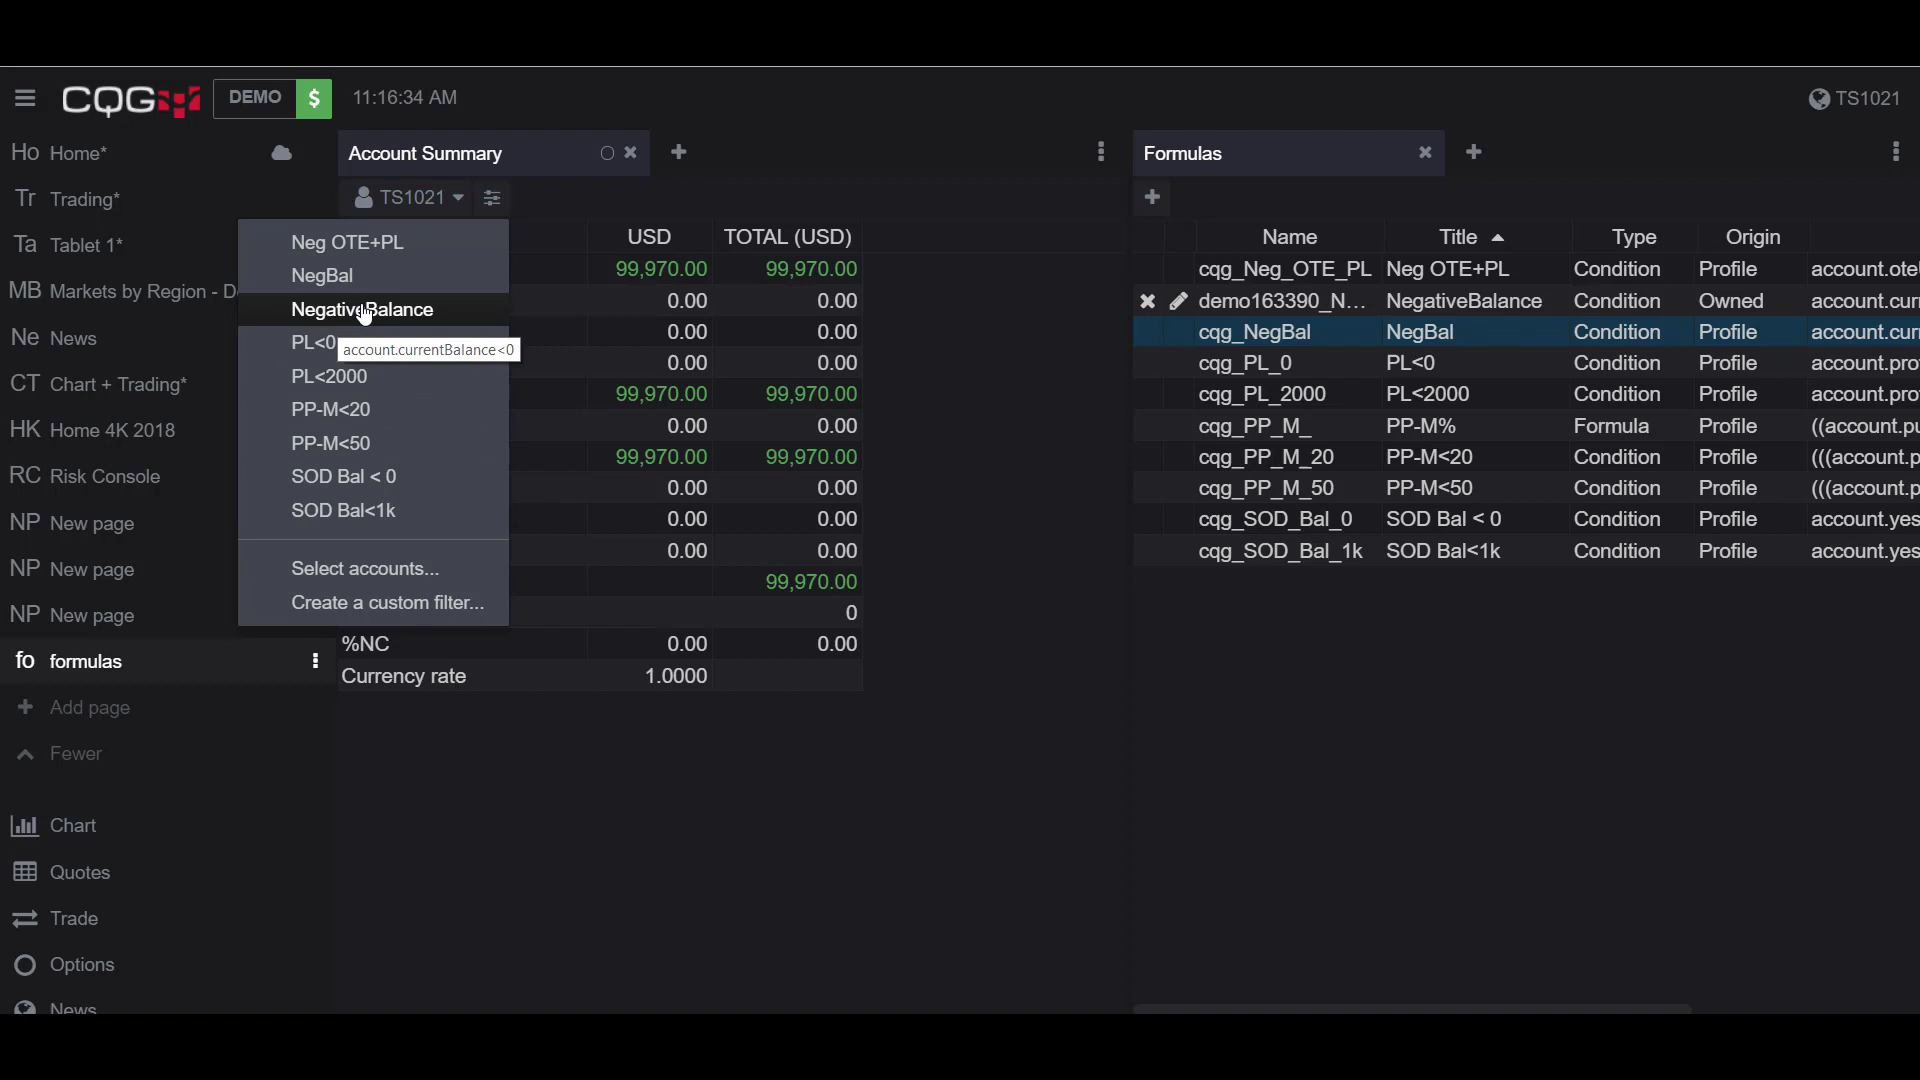 CQG
DEMO
$
11:16:34 AM
TS1021
Ho Home*
Tr Trading*
Ta Tablet 1*
MB Markets by Region - D
Ne News
CT Chart + Trading*
HK Home 4K 2018
RC Risk Console
NP New page
NP New page
NP New page
fo formulas
+ Add page
Fewer
Chart
Quotes
Trade
Options
News
Account Summary
TS1021
Neg OTE+PL
NegBal
NegativeBalance
PL<0
account.currentBalance<0
PL<2000
PP-M<20
PP-M<50
SOD Bal < 0
SOD Bal<1k
Select accounts...
Create a custom filter...
USD TOTAL (USD)
99,970.00 99,970.00
0.00 0.00
0.00 0.00
0.00 0.00
99,970.00 99,970.00
0.00 0.00
99,970.00 99,970.00
0.00 0.00
0.00 0.00
0.00 0.00
99,970.00
0
%NC 0.00 0.00
Currency rate 1.0000
Formulas
Name Title Type Origin
cqg_Neg_OTE_PL Neg OTE+PL Condition Profile account.ote
demo163390_N... NegativeBalance Condition Owned account.curr
cqg_NegBal NegBal Condition Profile account.curr
cqg_PL_0 PL<0 Condition Profile account.prof
cqg_PL_2000 PL<2000 Condition Profile account.prof
cqg_PP_M_ PP-M% Formula Profile ((account.pu
cqg_PP_M_20 PP-M<20 Condition Profile (((account.p
cqg_PP_M_50 PP-M<50 Condition Profile (((account.p
cqg_SOD_Bal_0 SOD Bal < 0 Condition Profile account.yes
cqg_SOD_Bal_1k SOD Bal<1k Condition Profile account.yes